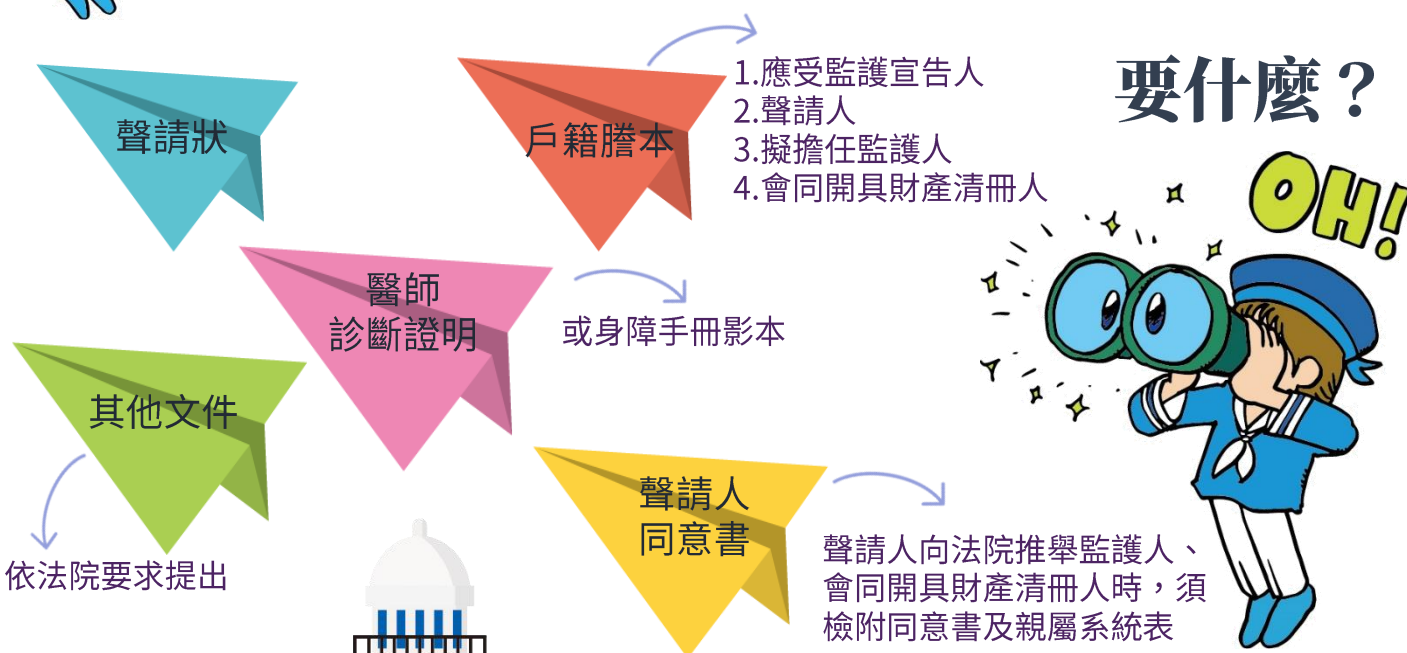 要什麼？
聲請狀
戶籍謄本
1.應受監護宣告人
2.聲請人
3.擬擔任監護人
4.會同開具財產清冊人
OH!
醫師
診斷證明
或身障手冊影本
其他文件
依法院要求提出
聲請人
同意書
聲請人向法院推舉監護人、
會同開具財產清冊人時，須
檢附同意書及親屬系統表